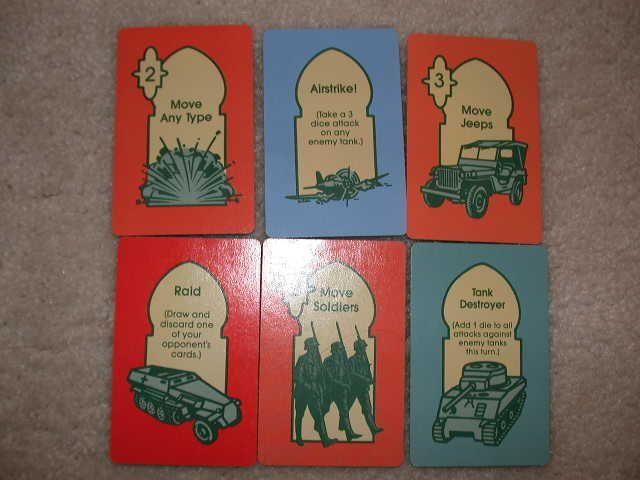 2
Move
Any Type
Airstrike!
(Take a 3
dice attack
on any
enemy tank.)
3
Move
Jeeps
Raid
(Draw and
discard one
of your
opponent's
cards.)
Move
Soldiers
Tank
Destroyer
(Add 1 die to all
attacks against
enemy tanks
this turn.)